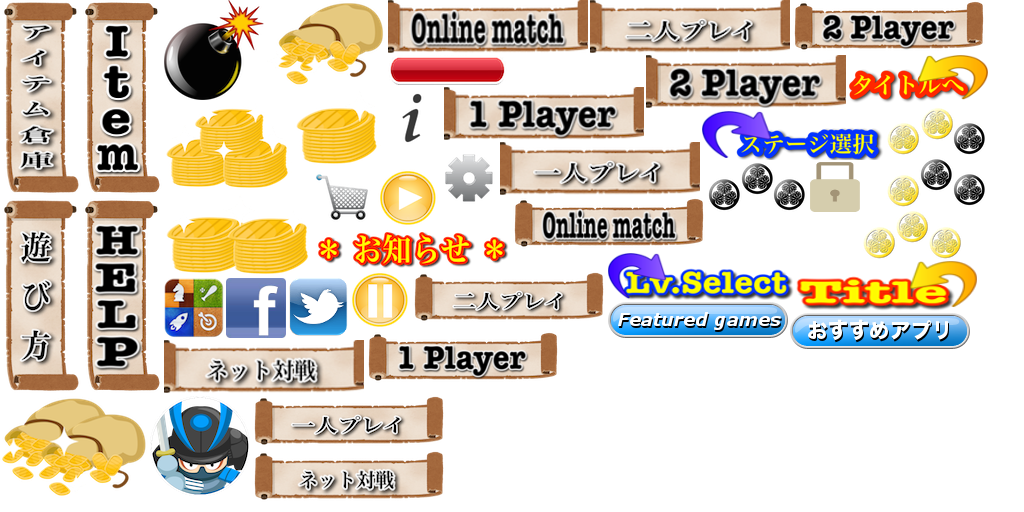 アイテム倉庫
Item
Online match
二人プレイ
2 Player
2 Player
タイトルへ
i
1 Player
ステージ選択
一人プレイ
Online match
遊び方
HELP
* お知らせ *
f
二人プレイ
Lv.Select
Title
Featured games
おすすめアプリ
ネット対戦
1 Player
一人プレイ
ネット対戦